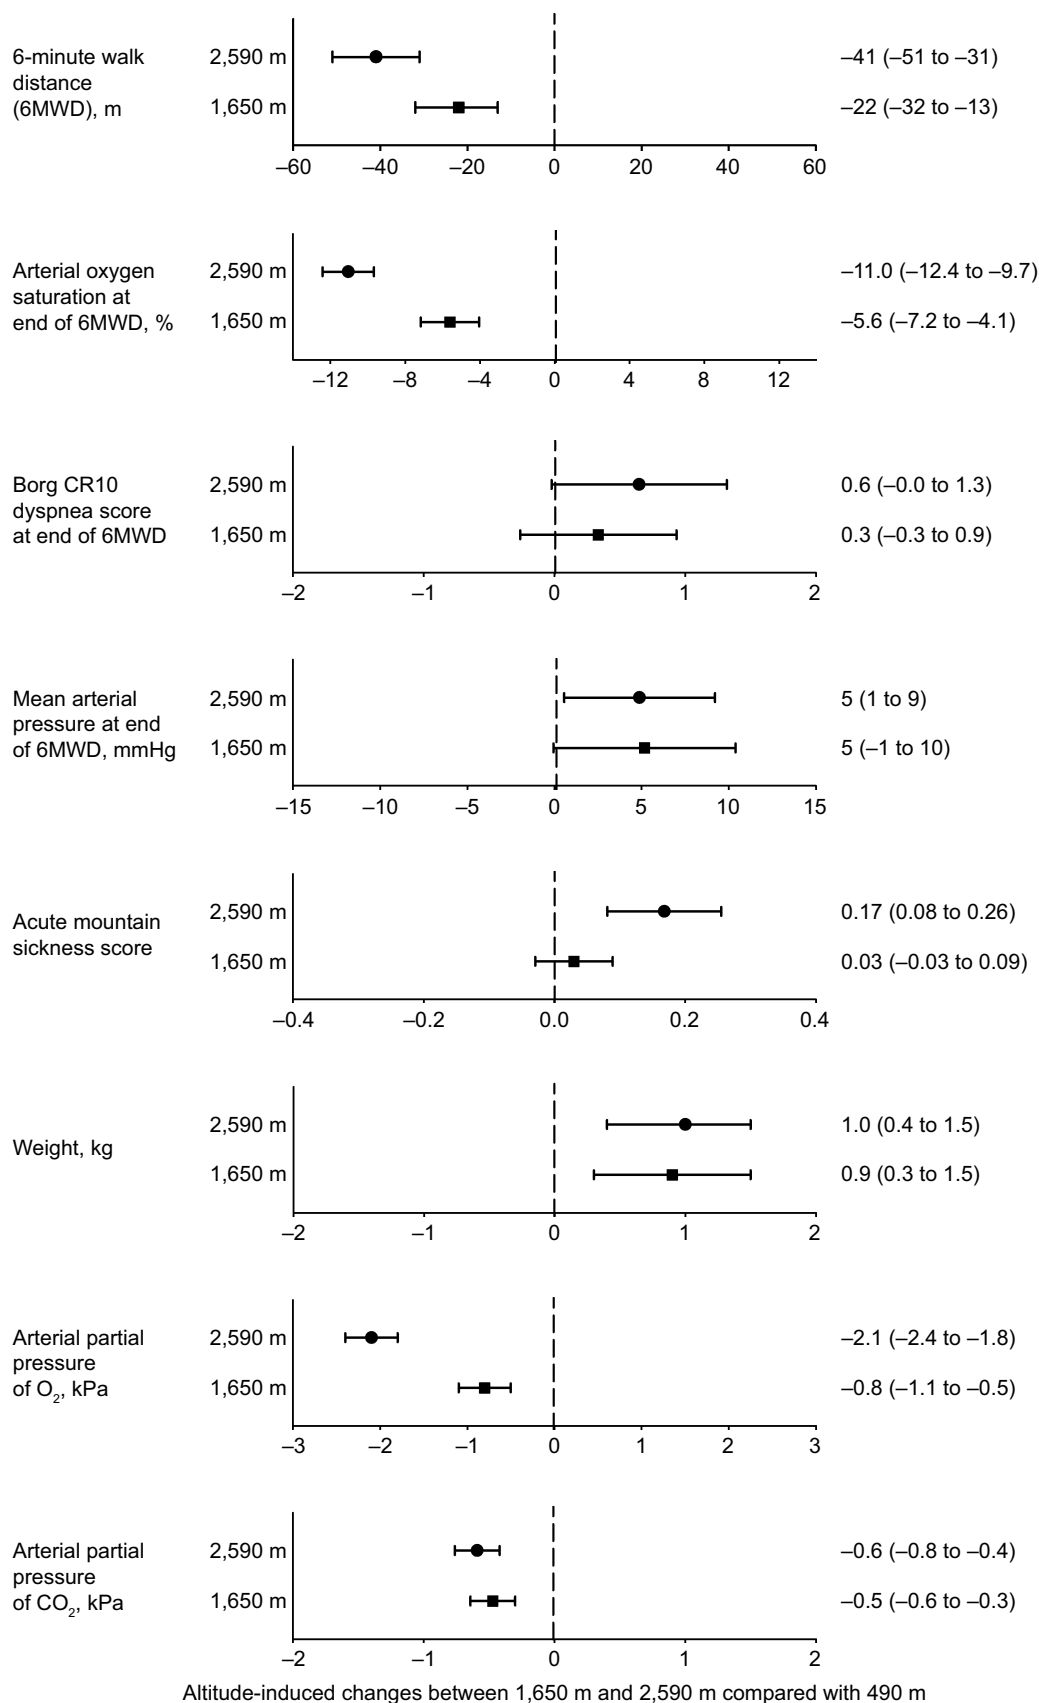 6-minute walk
distance
(6MWD), m
2,590 m
1,650 m
–41 (–51 to –31)
–22 (–32 to –13)
–60 –40 –20 0 20 40 60
Arterial oxygen
saturation at
end of 6MWD, %
2,590 m
1,650 m
–11.0 (–12.4 to –9.7)
–5.6 (–7.2 to –4.1)
–12 –8 –4 0 4 8 12
Borg CR10
dyspnea score
at end of 6MWD
2,590 m
1,650 m
0.6 (–0.0 to 1.3)
0.3 (–0.3 to 0.9)
–2 –1 0 1 2
Mean arterial
pressure at end
of 6MWD, mmHg
2,590 m
1,650 m
5 (1 to 9)
5 (–1 to 10)
–15 –10 –5 0 5 10 15
Acute mountain
sickness score
2,590 m
1,650 m
0.17 (0.08 to 0.26)
0.03 (–0.03 to 0.09)
–0.4 –0.2 0.0 0.2 0.4
Weight, kg
2,590 m
1,650 m
1.0 (0.4 to 1.5)
0.9 (0.3 to 1.5)
–2 –1 0 1 2
Arterial partial
pressure
of O₂, kPa
2,590 m
1,650 m
–2.1 (–2.4 to –1.8)
–0.8 (–1.1 to –0.5)
–3 –2 –1 0 1 2 3
Arterial partial
pressure
of CO₂, kPa
2,590 m
1,650 m
–0.6 (–0.8 to –0.4)
–0.5 (–0.6 to –0.3)
–2 –1 0 1 2
Altitude-induced changes between 1,650 m and 2,590 m compared with 490 m